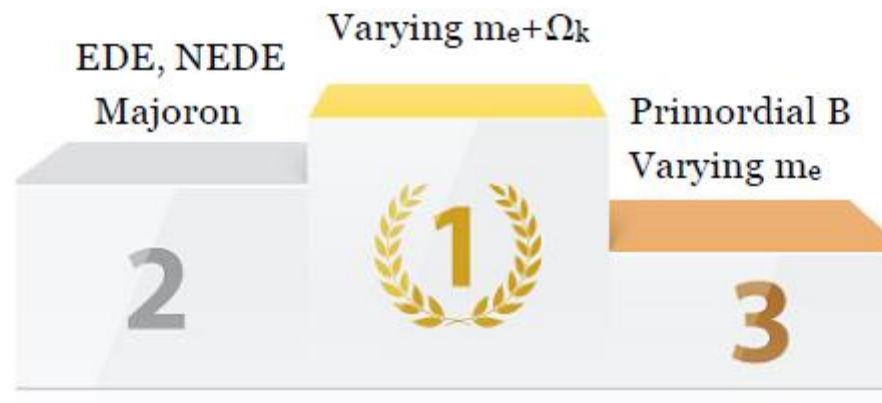 Varying mₑ+Ωₖ
EDE, NEDE
Majoron
Primordial B
Varying mₑ
1
2
3